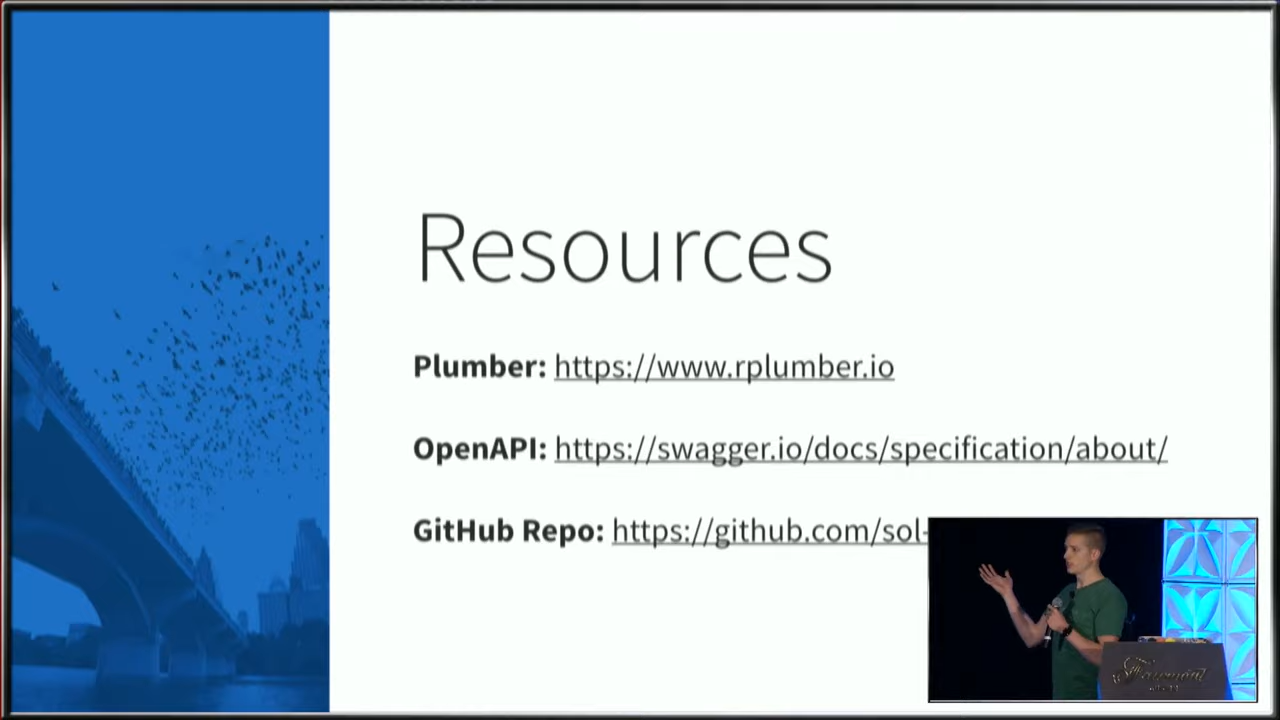 Resources
Plumber: https://www.rplumber.io
OpenAPI: https://swagger.io/docs/specification/about/
GitHub Repo: https://github.com/sol-
Fairmont